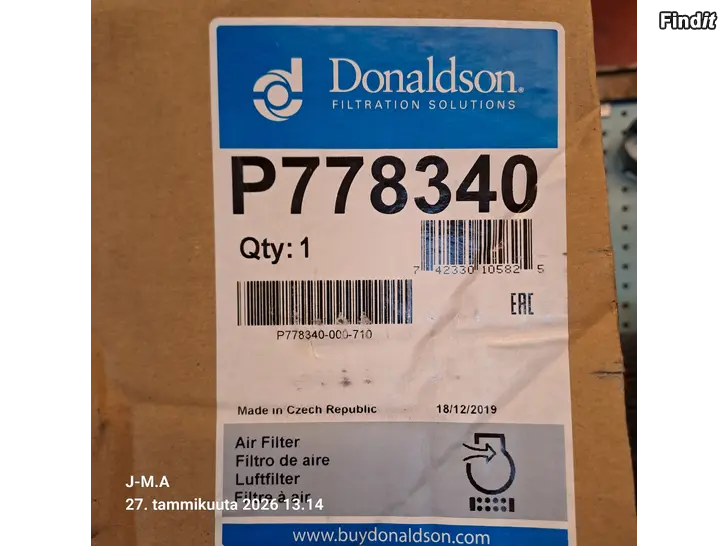 Findit
Donaldson®
FILTRATION SOLUTIONS
P778340
Qty: 1
7 42330 10582 5
P778340-000-710
EAC
Made in Czech Republic 18/12/2019
Air Filter
Filtro de aire
Luftfilter
Filtre à air
J-M.A
27. tammikuuta 2026 13.14
www.buydonaldson.com